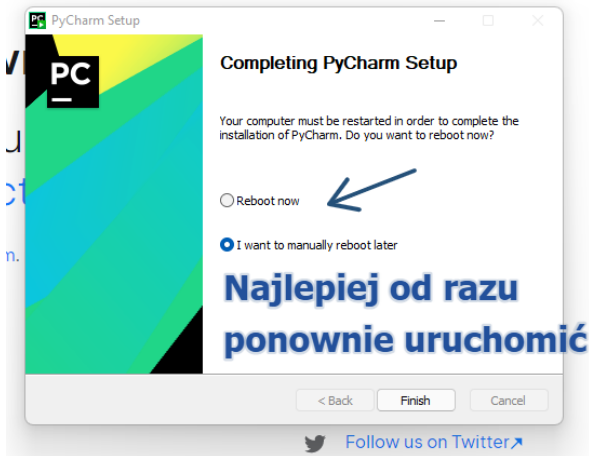 PyCharm Setup
PC
Completing PyCharm Setup
Your computer must be restarted in order to complete the
installation of PyCharm. Do you want to reboot now?
Reboot now
I want to manually reboot later
Najlepiej od razu
ponownie uruchomić
< Back
Finish
Cancel
Follow us on Twitter↗